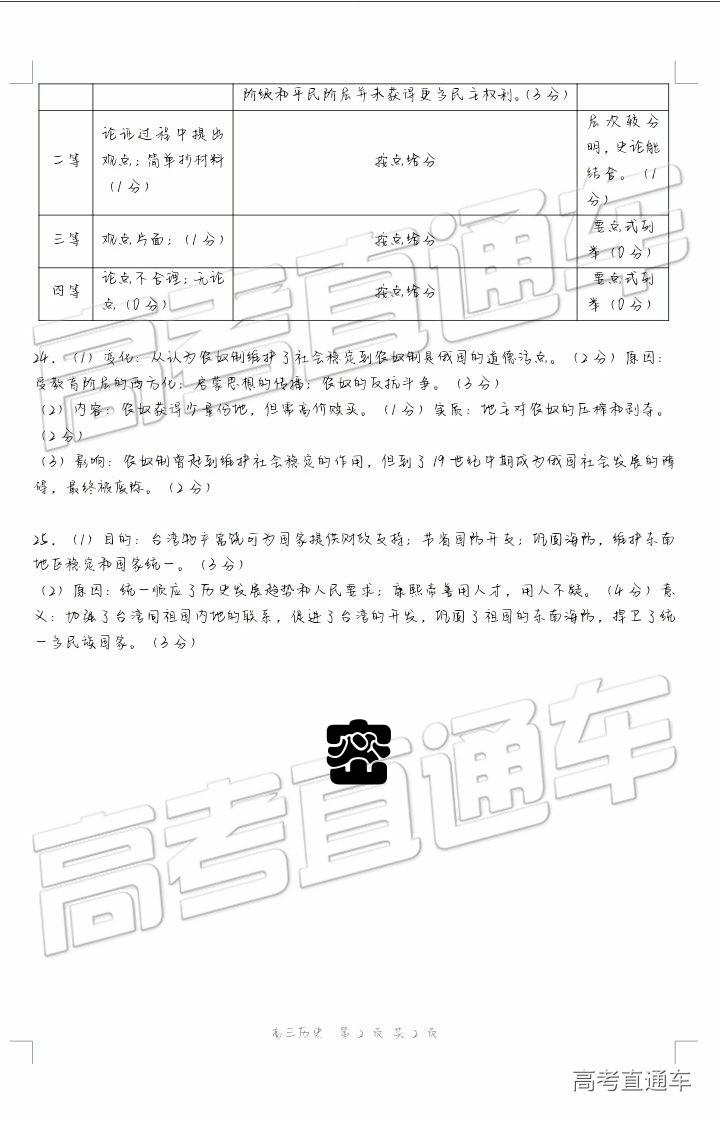 阶级和平民阶层并未获得更多民主权利。(3分)
二等
论证过程中提出
观点;简单抄材料
(1分)
按点给分
层次较分
明,史论能
结合。(1
分)
三等
观点片面;(1分)
按点给分
要点式列
举(0分)
四等
论点不合理;无论
点(0分)
按点给分
要点式列
举(0分)
24.(1)变化:从认为农奴制维护了社会稳定到农奴制是俄国的道德污点。(2分)原因:
受教育阶层的西方化;启蒙思想的传播;农奴的反抗斗争。(3分)
(2)内容:农奴获得少量份地,但需高价赎买。(1分)实质:地主对农奴的压榨和剥夺。
(2分)
(3)影响:农奴制曾起到维护社会稳定的作用,但到了19世纪中期成为俄国社会发展的障
碍,最终被废除。(2分)
25.(1)目的:台湾物产富饶可为国家提供财政支持;节省国防开支;巩固海防,维护东南
地区稳定和国家统一。(3分)
(2)原因:统一顺应了历史发展趋势和人民要求;康熙帝善用人才,用人不疑。(4分)意
义:加强了台湾同祖国内地的联系,促进了台湾的开发,巩固了祖国的东南海防,捍卫了统
一多民族国家。(3分)
密
高三历史 第2页 共2页
高考直通车
高考直通车
高考直通车